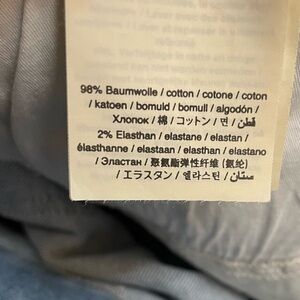 98% Baumwolle / cotton / cotone / coton
/ katoen / bomuld / bomull / algodón /
Хлопок / 棉 / コットン / 면 / قطن
2% Elasthan / elastane / elastan /
élasthanne / elastaan / elasthan / elastano
/ Эластан / 聚氨酯弹性纤维 (氨纶)
/ エラスタン / 엘라스틴 / ستان